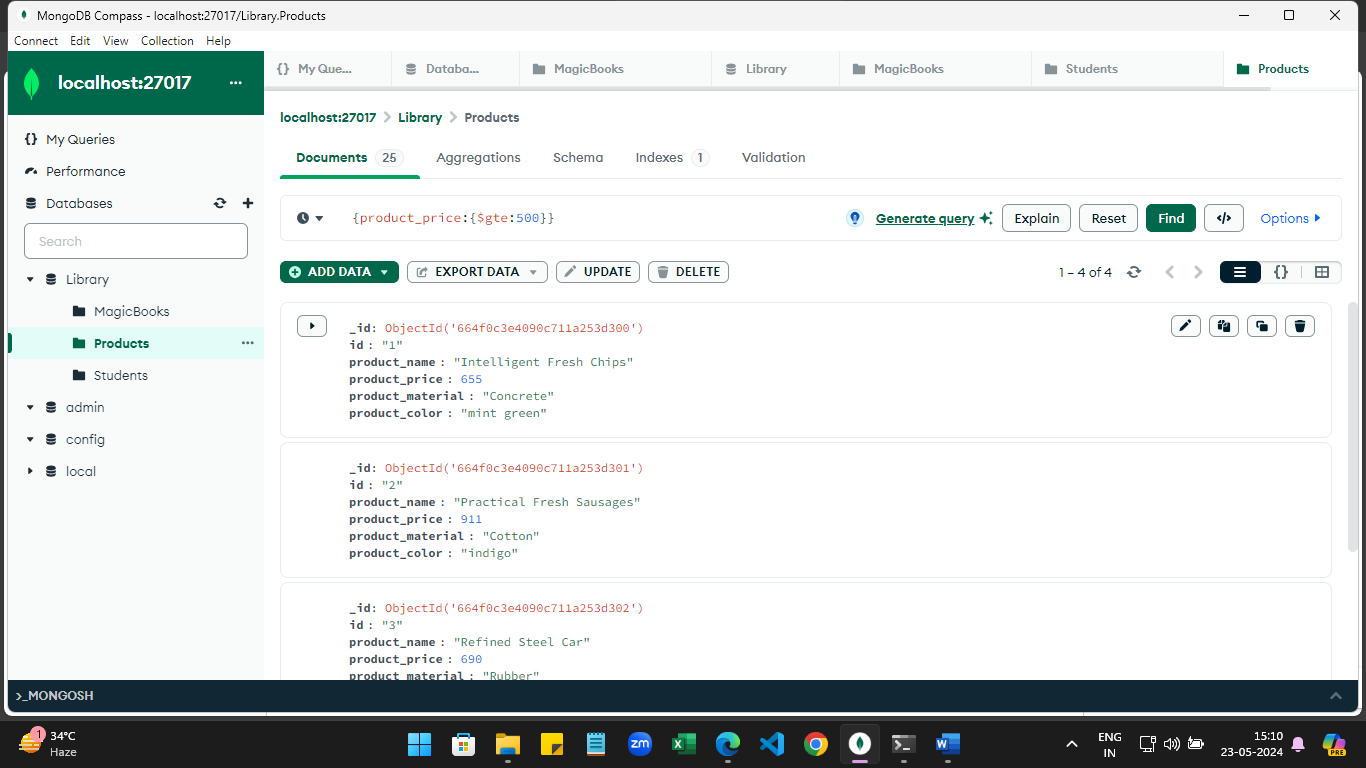 MongoDB Compass - localhost:27017/Library.Products
Connect Edit View Collection Help
localhost:27017 ...
{} My Que... Databa... MagicBooks Library MagicBooks Students Products
My Queries
Performance
Databases
Search
Library
MagicBooks
Products ...
Students
admin
config
local
localhost:27017 > Library > Products
Documents 25 Aggregations Schema Indexes 1 Validation
{product_price:{$gte:500}}
Generate query Explain Reset Find </> Options
ADD DATA EXPORT DATA UPDATE DELETE 1 – 4 of 4 {}
_id: ObjectId('664f0c3e4090c711a253d300')
id : "1"
product_name : "Intelligent Fresh Chips"
product_price : 655
product_material : "Concrete"
product_color : "mint green"
_id: ObjectId('664f0c3e4090c711a253d301')
id : "2"
product_name : "Practical Fresh Sausages"
product_price : 911
product_material : "Cotton"
product_color : "indigo"
_id: ObjectId('664f0c3e4090c711a253d302')
id : "3"
product_name : "Refined Steel Car"
product_price : 690
product_material : "Rubber"
>_MONGOSH
1
34°C
Haze
zm
ENG
IN
15:10
23-05-2024
PRE